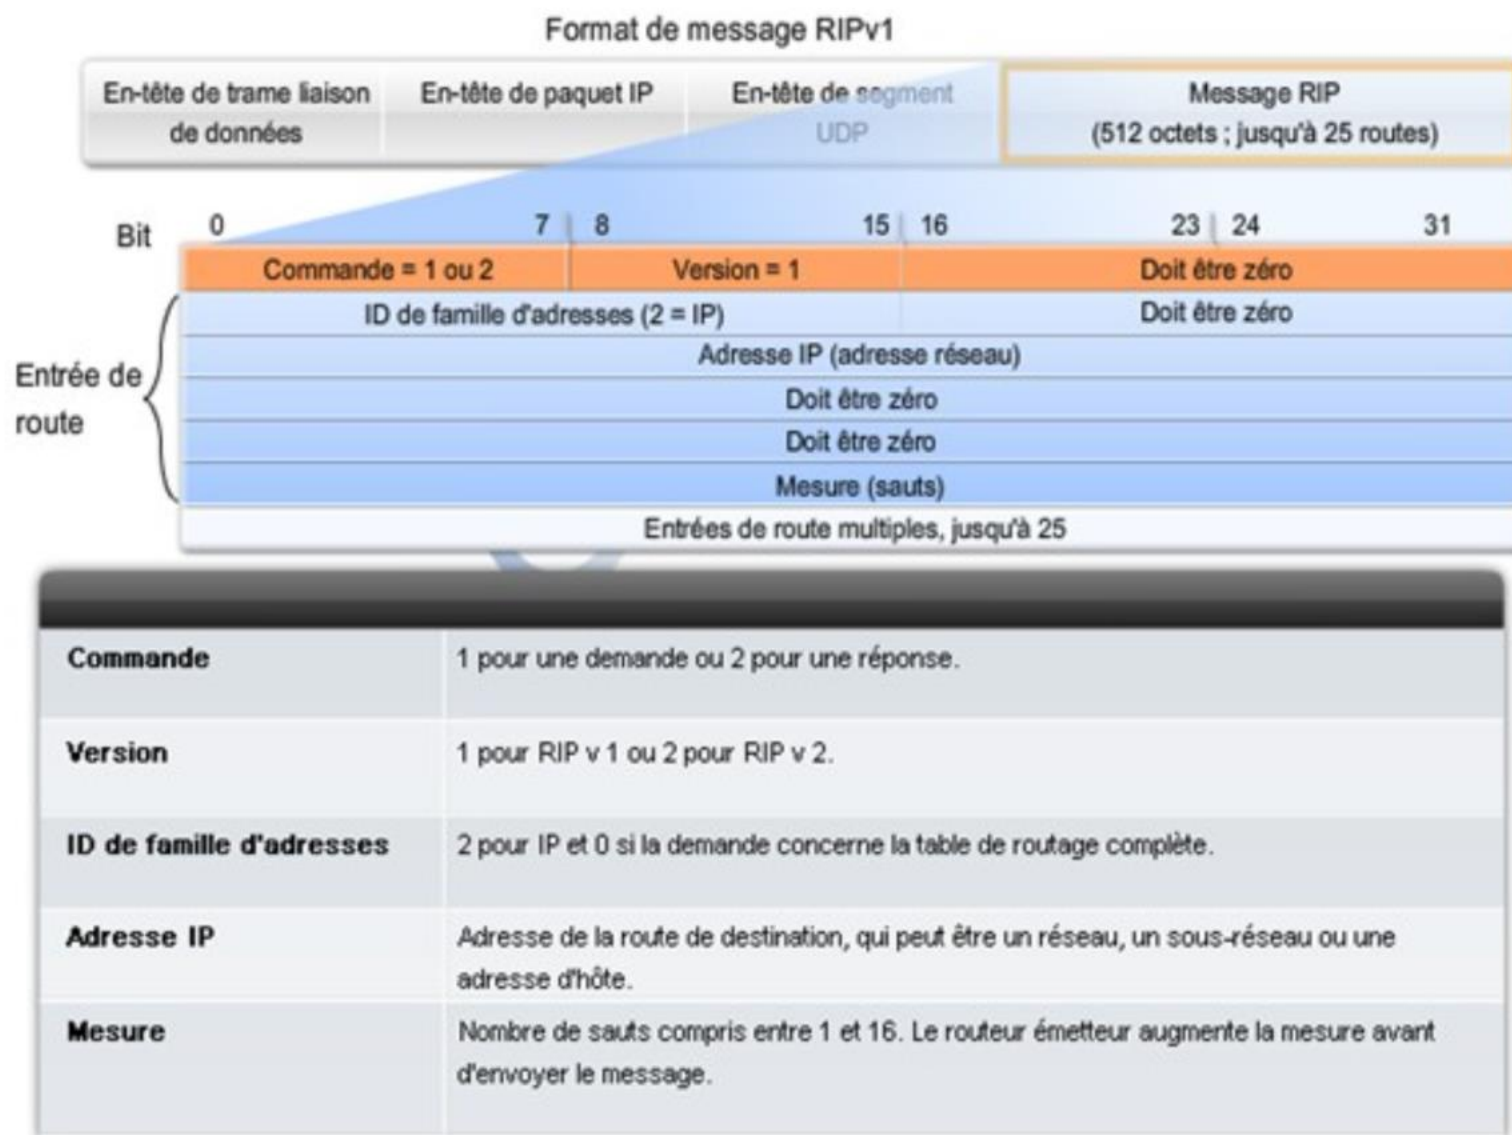 Format de message RIPv1
En-tête de trame liaison de données
En-tête de paquet IP
En-tête de segment UDP
Message RIP
(512 octets ; jusqu'à 25 routes)
Bit 0 7 8 15 16 23 24 31
Commande = 1 ou 2 Version = 1 Doit être zéro
ID de famille d'adresses (2 = IP) Doit être zéro
Adresse IP (adresse réseau)
Entrée de route
Doit être zéro
Doit être zéro
Mesure (sauts)
Entrées de route multiples, jusqu'à 25
Commande 1 pour une demande ou 2 pour une réponse.
Version 1 pour RIP v 1 ou 2 pour RIP v 2.
ID de famille d'adresses 2 pour IP et 0 si la demande concerne la table de routage complète.
Adresse IP Adresse de la route de destination, qui peut être un réseau, un sous-réseau ou une
adresse d'hôte.
Mesure Nombre de sauts compris entre 1 et 16. Le routeur émetteur augmente la mesure avant
d'envoyer le message.